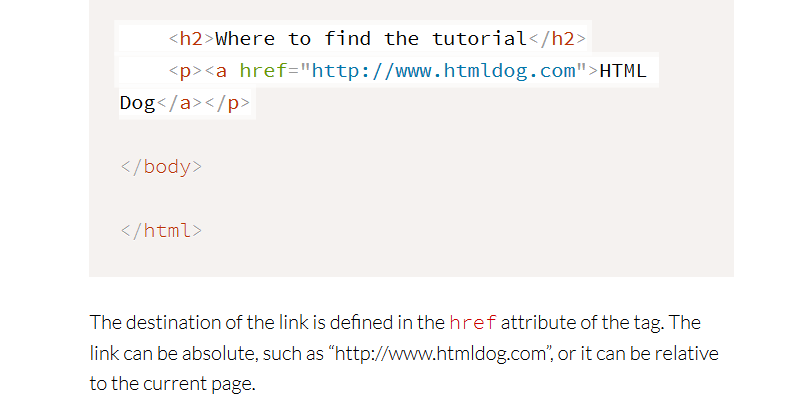 <h2>Where to find the tutorial</h2>
<p><a href="http://www.htmldog.com">HTML
Dog</a></p>
</body>
</html>
The destination of the link is defined in the href attribute of the tag. The
link can be absolute, such as “http://www.htmldog.com”, or it can be relative
to the current page.